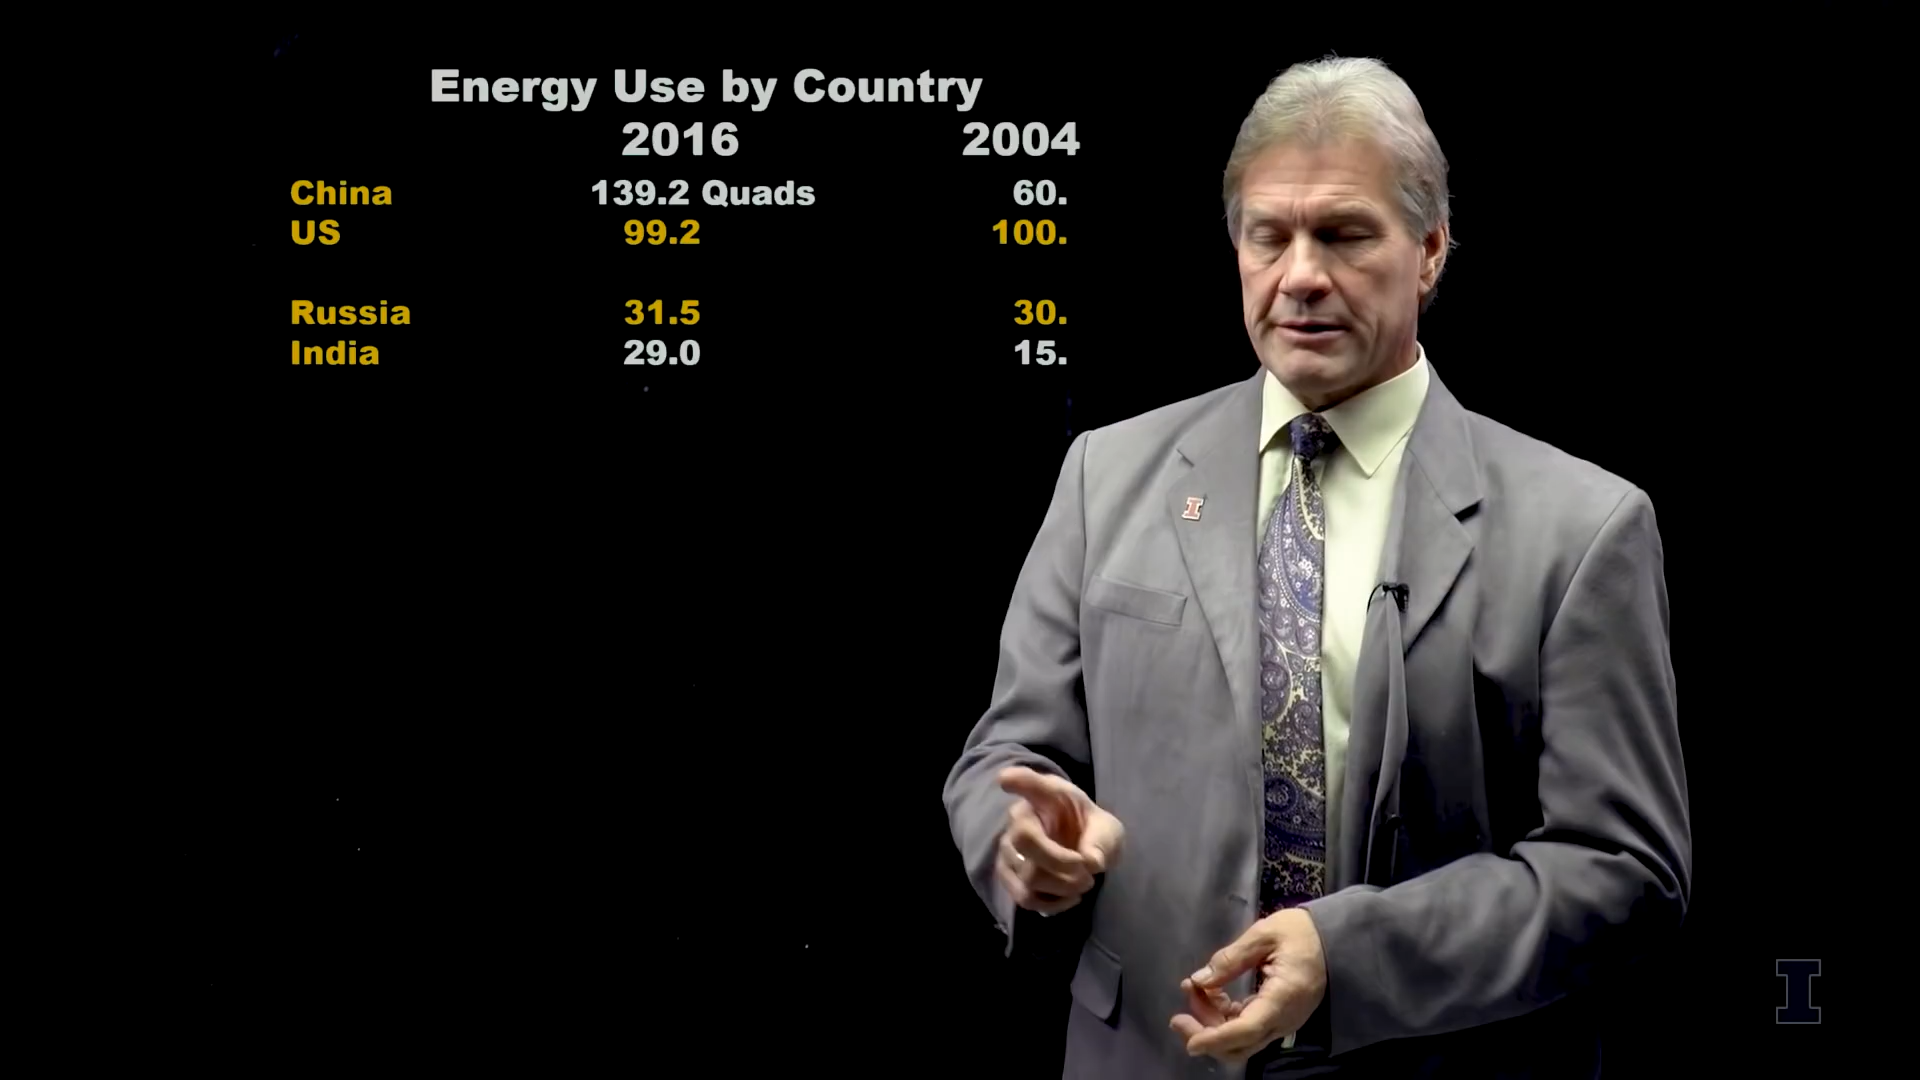 Energy Use by Country
2016 2004
China 139.2 Quads 60.
US 99.2 100.
Russia 31.5 30.
India 29.0 15.
I
I